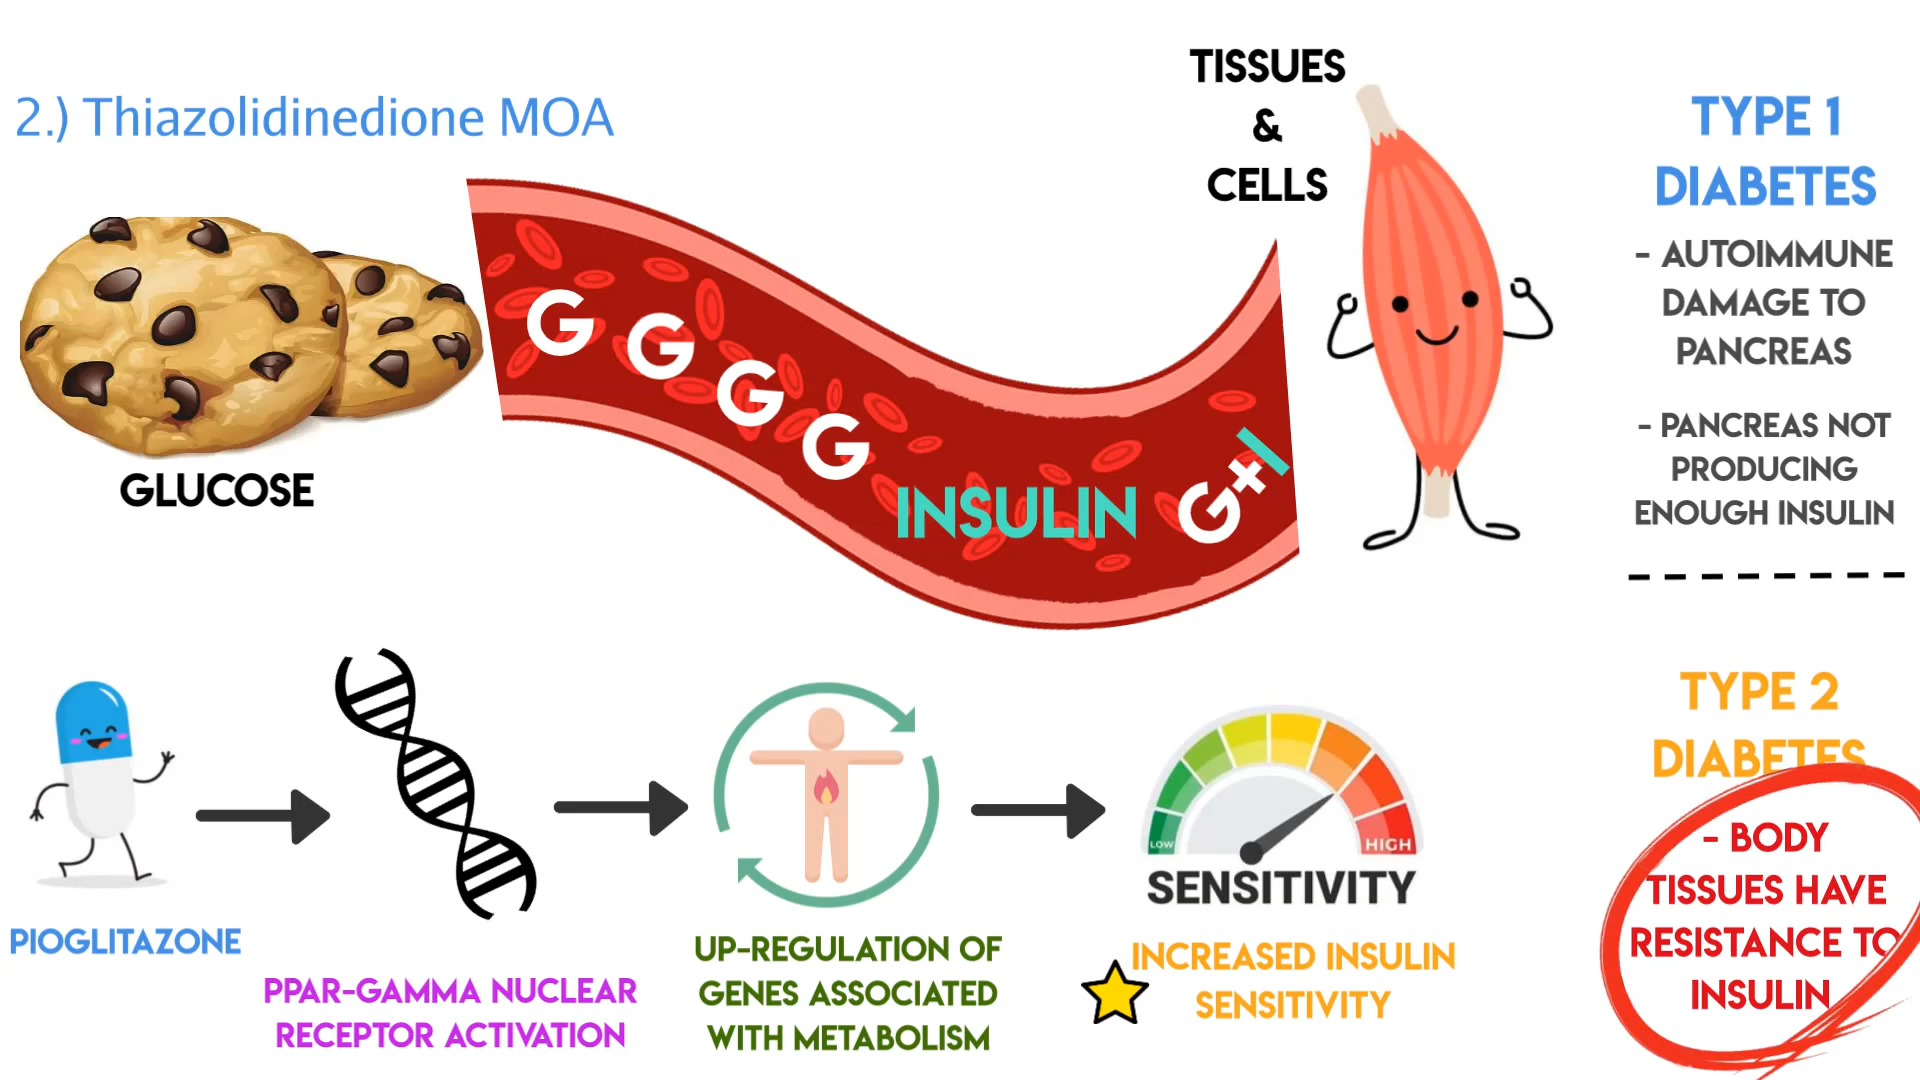 2.) Thiazolidinedione MOA
GLUCOSE
G G G G
INSULIN
G+I
TISSUES
&
CELLS
TYPE 1
DIABETES
- AUTOIMMUNE
DAMAGE TO
PANCREAS
- PANCREAS NOT
PRODUCING
ENOUGH INSULIN
PIOGLITAZONE
PPAR-GAMMA NUCLEAR
RECEPTOR ACTIVATION
UP-REGULATION OF
GENES ASSOCIATED
WITH METABOLISM
LOW
HIGH
SENSITIVITY
INCREASED INSULIN
SENSITIVITY
TYPE 2
DIABETES
- BODY
TISSUES HAVE
RESISTANCE TO
INSULIN